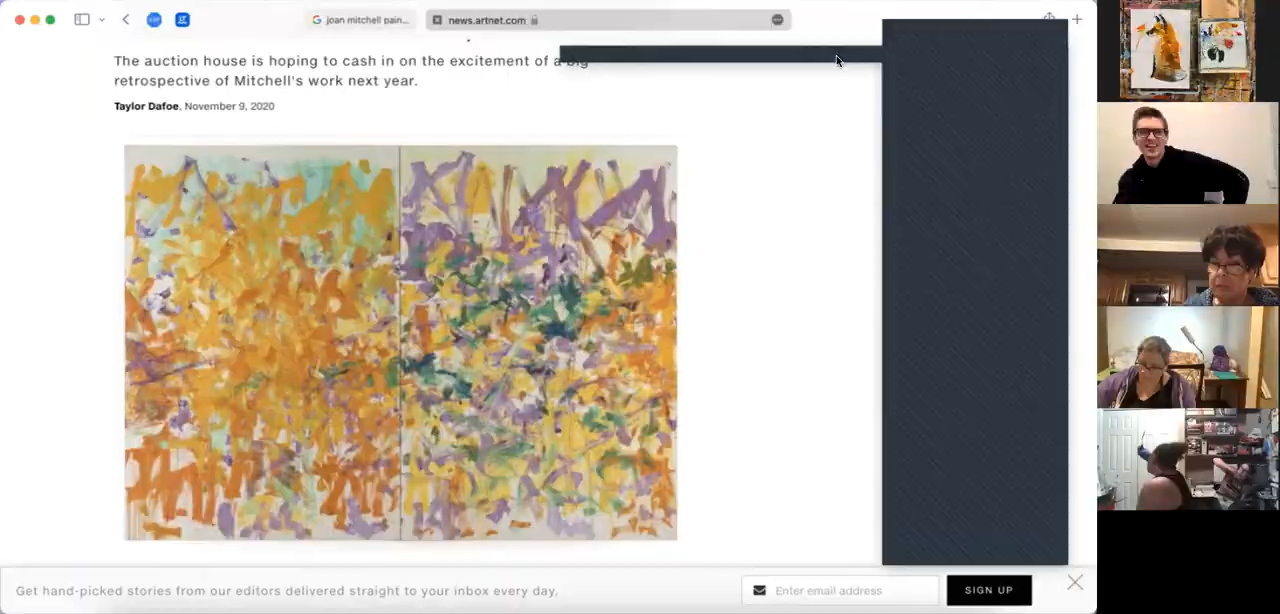 joan mitchell pain...
news.artnet.com
The auction house is hoping to cash in on the excitement of a big
retrospective of Mitchell's work next year.
Taylor Dafoe, November 9, 2020
Get hand-picked stories from our editors delivered straight to your inbox every day.
Enter email address
SIGN UP